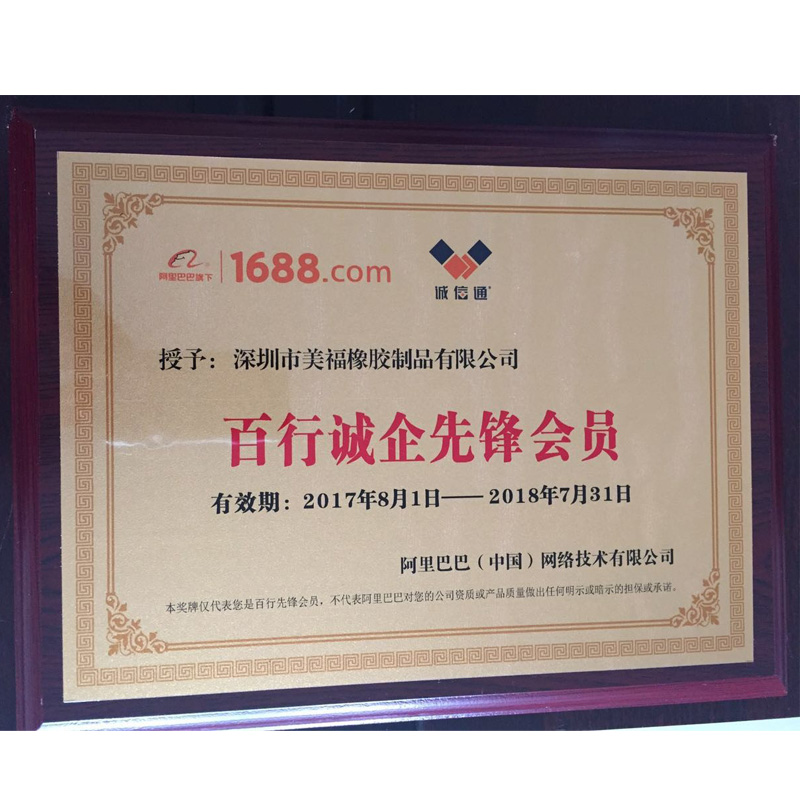 阿里巴巴旗下 1688.com 诚信通®
授予：深圳市美福橡胶制品有限公司
百行诚企先锋会员
有效期：2017年8月1日——2018年7月31日
阿里巴巴（中国）网络技术有限公司
本奖牌仅代表您是百行先锋会员，不代表阿里巴巴对您的公司资质或产品质量做出任何明示或暗示的担保或承诺。